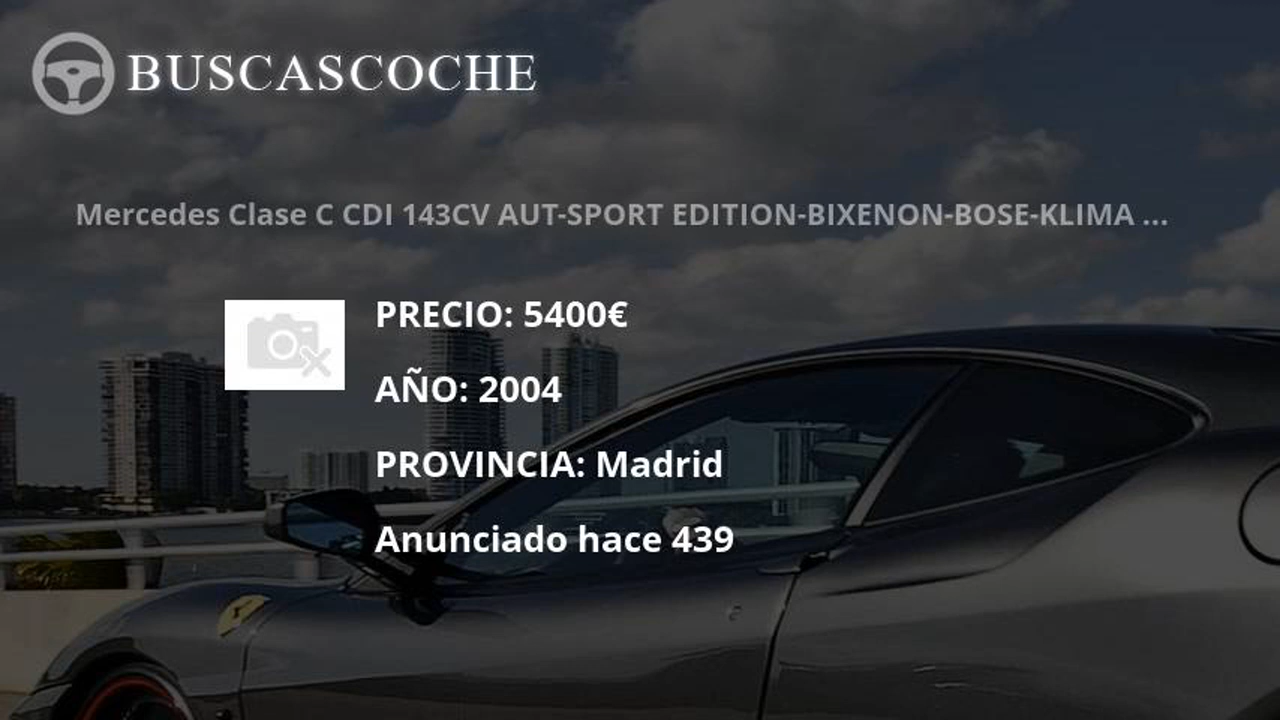 BUSCASCOCHE
Mercedes Clase C CDI 143CV AUT-SPORT EDITION-BIXENON-BOSE-KLIMA ...
PRECIO: 5400€
AÑO: 2004
PROVINCIA: Madrid
Anunciado hace 439